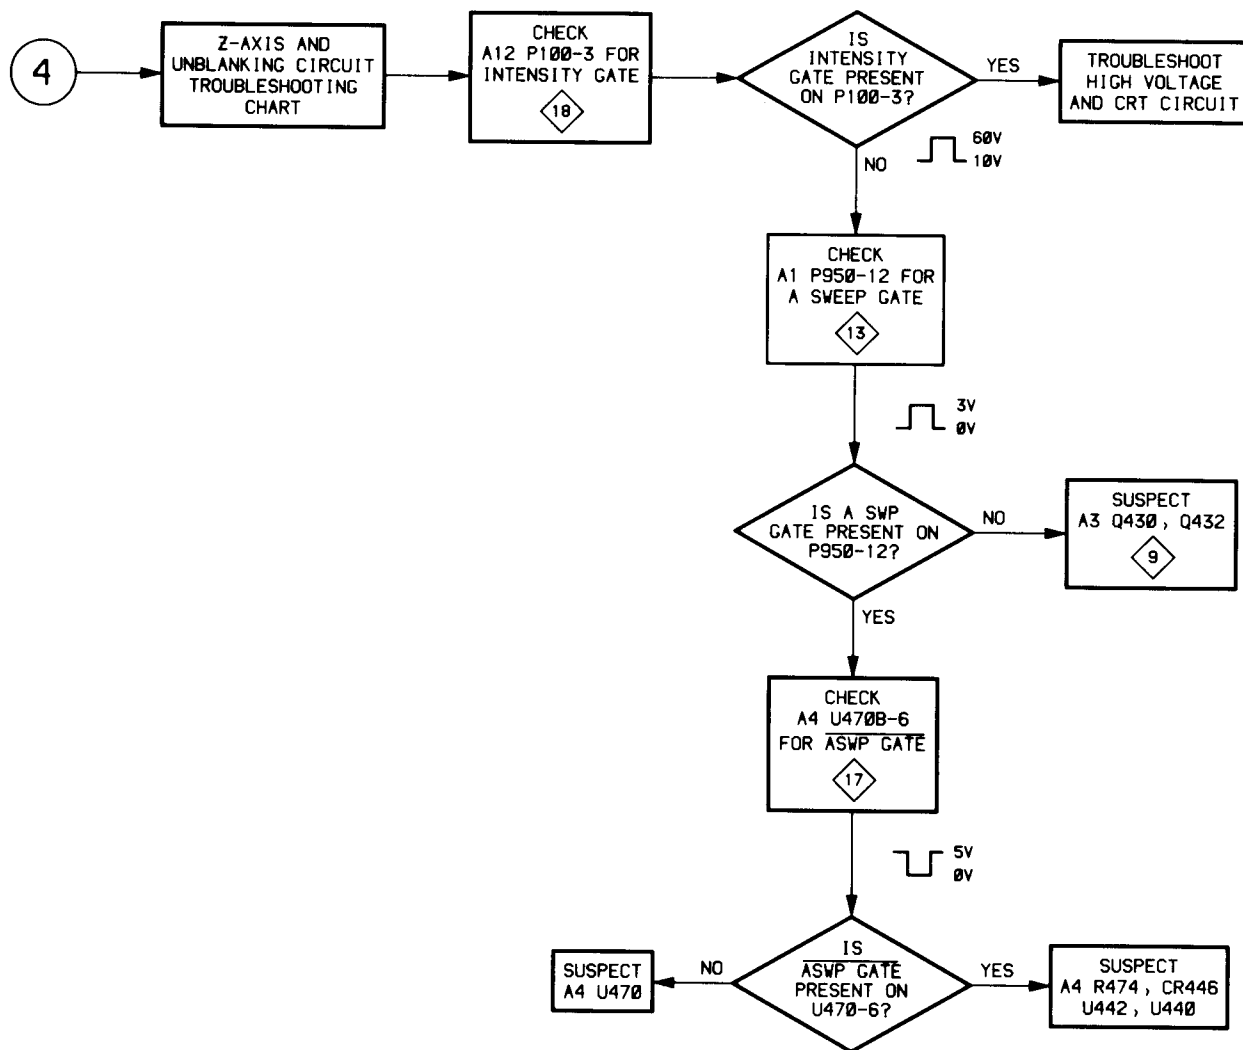 4
Z-AXIS AND
UNBLANKING CIRCUIT
TROUBLESHOOTING
CHART
CHECK
A12 P100-3 FOR
INTENSITY GATE
18
IS
INTENSITY
GATE PRESENT
ON P100-3?
YES
TROUBLESHOOT
HIGH VOLTAGE
AND CRT CIRCUIT
NO
60V
10V
CHECK
A1 P950-12 FOR
A SWEEP GATE
13
3V
0V
IS A SWP
GATE PRESENT ON
P950-12?
NO
SUSPECT
A3 Q430, Q432
9
YES
CHECK
A4 U470B-6
FOR ASWP GATE
17
5V
0V
IS
ASWP GATE
PRESENT ON
U470-6?
NO
SUSPECT
A4 U470
YES
SUSPECT
A4 R474, CR446
U442, U440